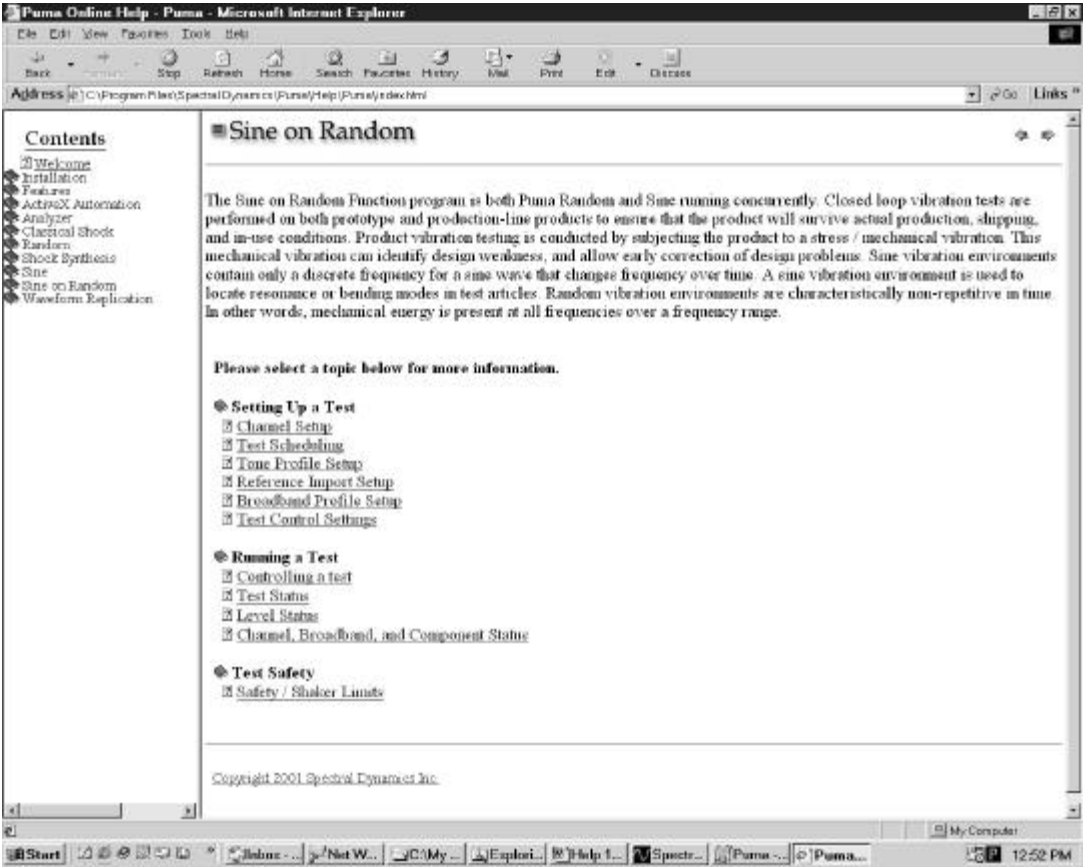 Puma Online Help - Puma - Microsoft Internet Explorer
File Edit View Favorites Tools Help
Back Forward Stop Refresh Home Search Favorites History Mail Print Edit Discuss
Address C:\Program Files\Spectral Dynamics\Puma\Help\Puma\index.html Go Links »
Contents
Welcome
Installation
Features
ActiveX Automation
Analyzer
Classical Shock
Random
Shock Synthesis
Sine
Sine on Random
Waveform Replication
Sine on Random
The Sine on Random Function program is both Puma Random and Sine running concurrently. Closed loop vibration tests are
performed on both prototype and production-line products to ensure that the product will survive actual production, shipping,
and in-use conditions. Product vibration testing is conducted by subjecting the product to a stress / mechanical vibration. This
mechanical vibration can identify design weakness, and allow early correction of design problems. Sine vibration environments
contain only a discrete frequency for a sine wave that changes frequency over time. A sine vibration environment is used to
locate resonance or bending modes in test articles. Random vibration environments are characteristically non-repetitive in time.
In other words, mechanical energy is present at all frequencies over a frequency range.
Please select a topic below for more information.
Setting Up a Test
Channel Setup
Test Scheduling
Tone Profile Setup
Reference Import Setup
Broadband Profile Setup
Test Control Settings
Running a Test
Controlling a test
Test Status
Level Status
Channel, Broadband, and Component Status
Test Safety
Safety / Shaker Limits
Copyright 2001 Spectral Dynamics Inc.
My Computer
Start » Inbox - ... Net W... C:\My ... Explori... Help 1... Spectr... Puma -... Puma... 12:52 PM